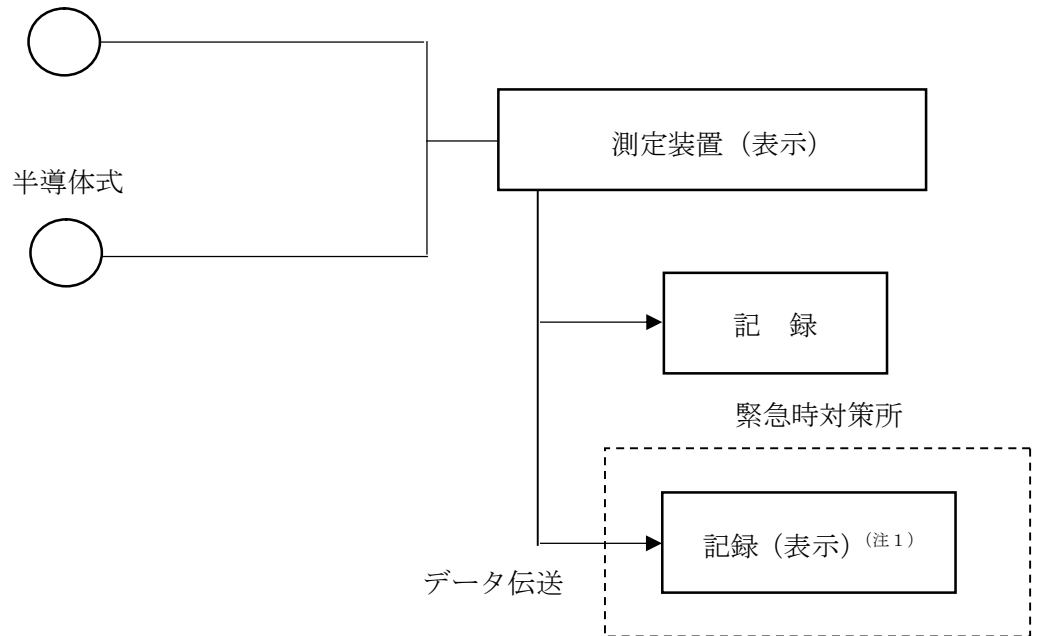 測定装置（表示）
半導体式
記　録
緊急時対策所
記録（表示）（注１）
データ伝送